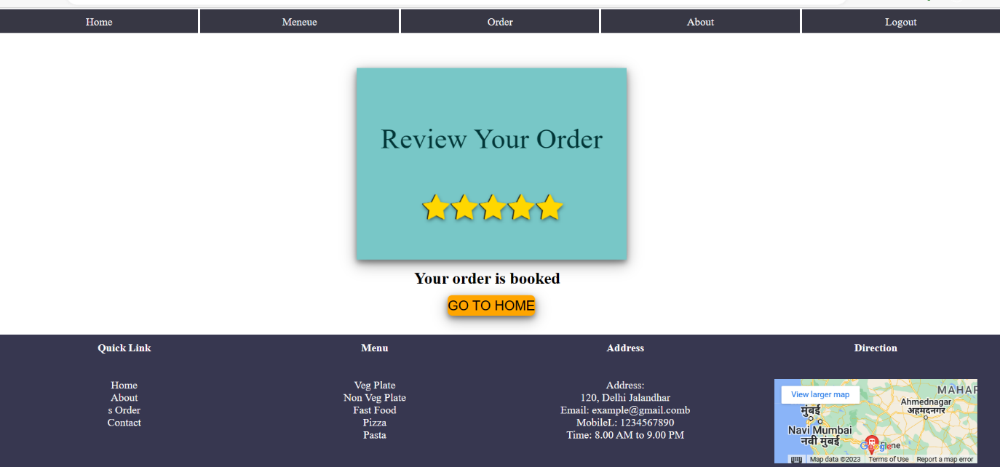 Home
Meneue
Order
About
Logout
Review Your Order
Your order is booked
GO TO HOME
Quick Link
Home
About
s Order
Contact
Menu
Veg Plate
Non Veg Plate
Fast Food
Pizza
Pasta
Address
Address:
120, Delhi Jalandhar
Email: example@gmail.comb
MobileL: 1234567890
Time: 8.00 AM to 9.00 PM
Direction
View larger map
MAHAR
Ahmednagar
अहमदनगर
मुंबई
Navi Mumbai
नवी मुंबई
Google
Map data ©2023
Terms of Use
Report a map error